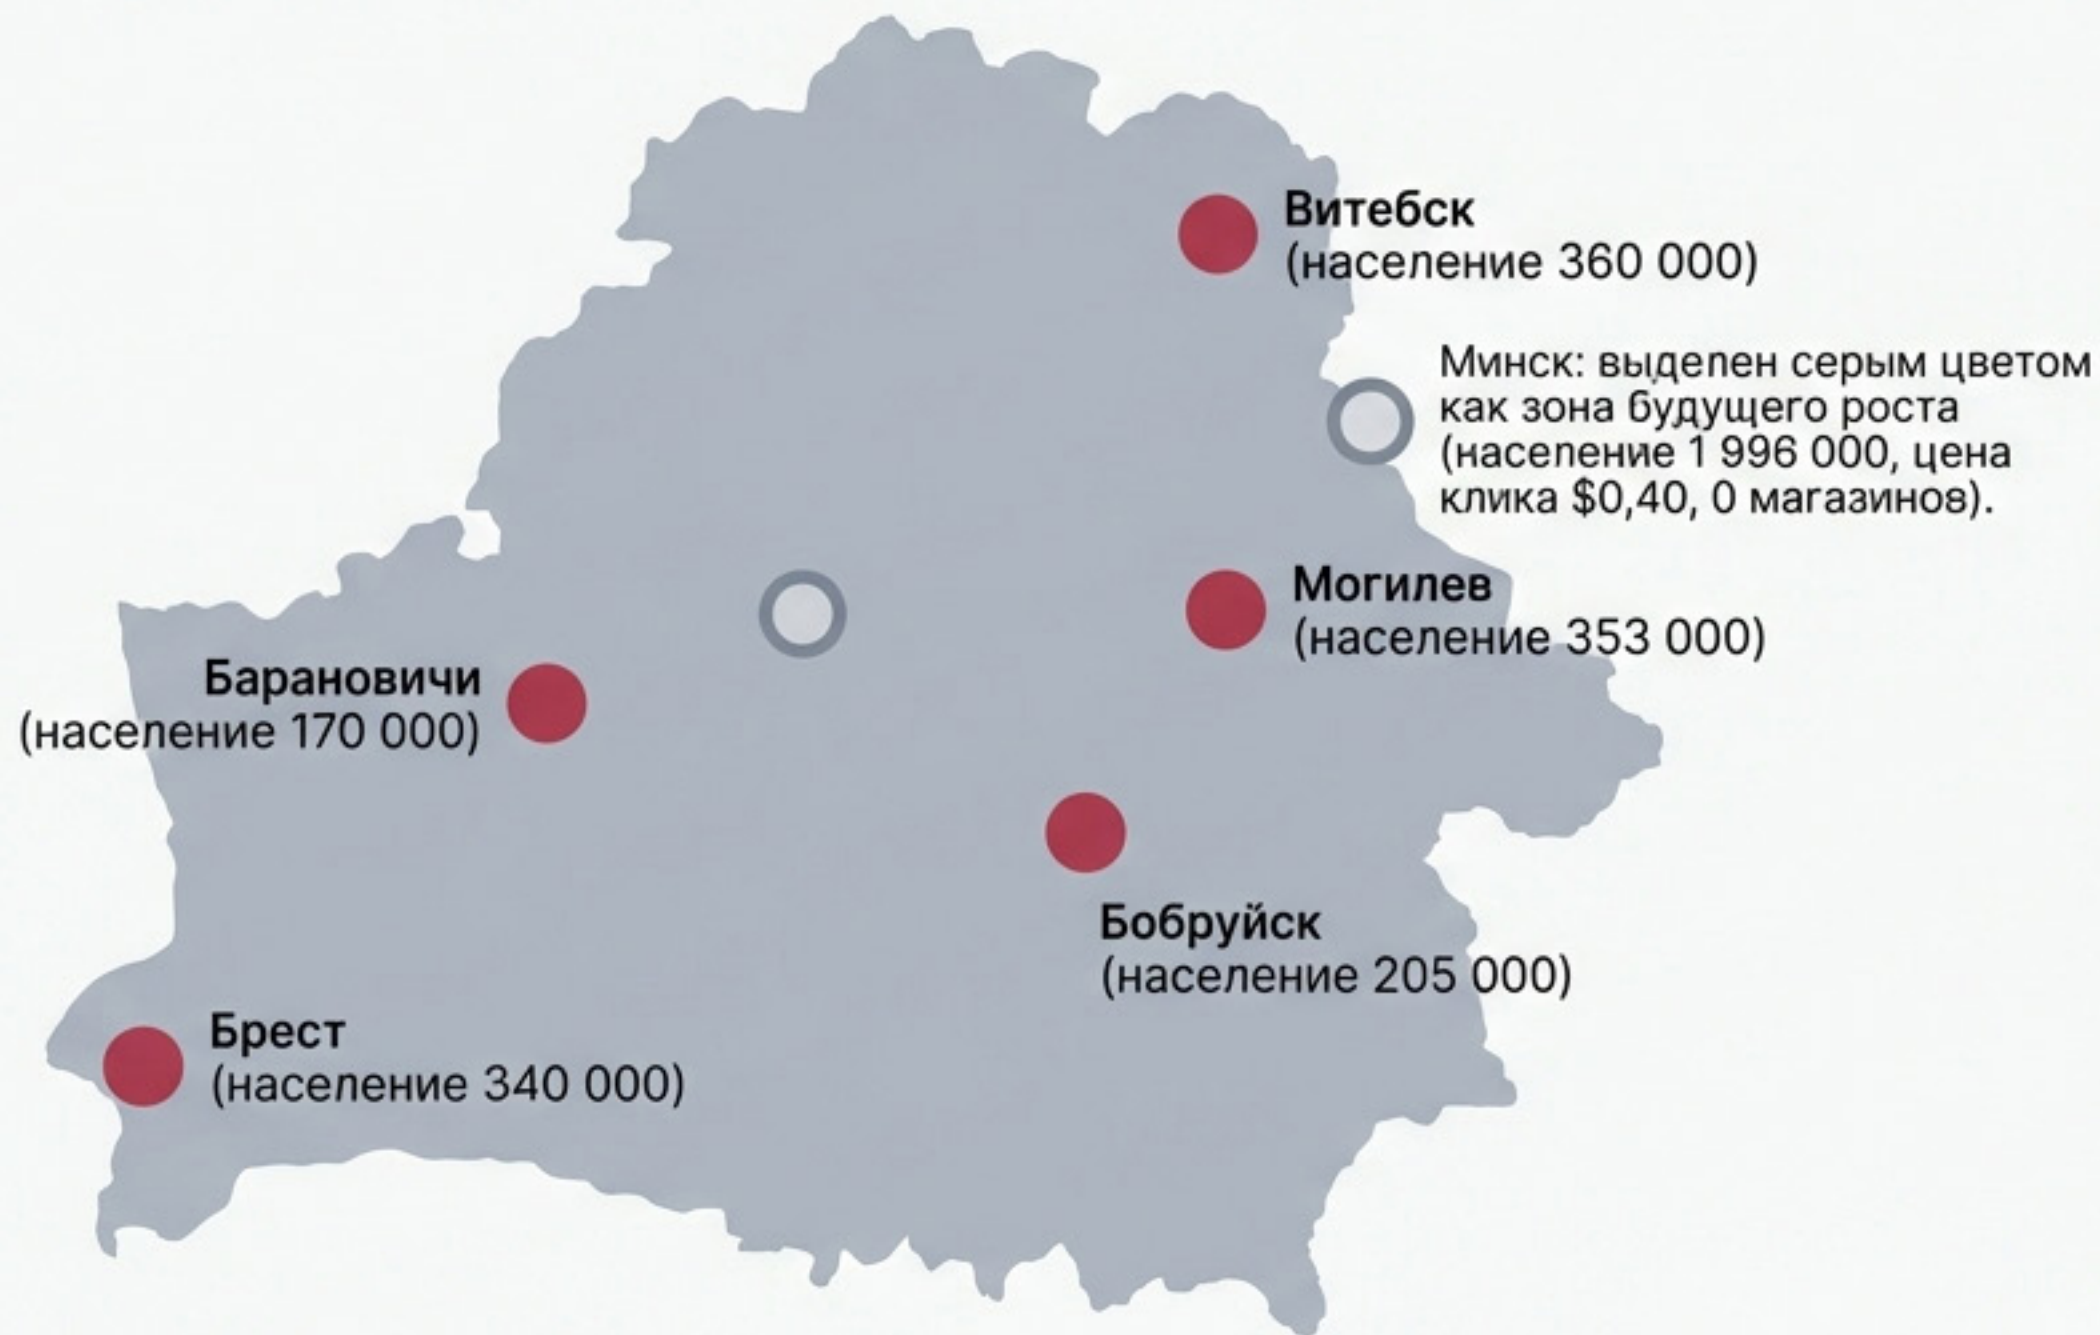 Витебск
(население 360 000)
Минск: выделен серым цветом
как зона будущего роста
(население 1 996 000, цена
клика $0,40, 0 магазинов).
Могилев
(население 353 000)
Барановичи
(население 170 000)
Бобруйск
(население 205 000)
Брест
(население 340 000)